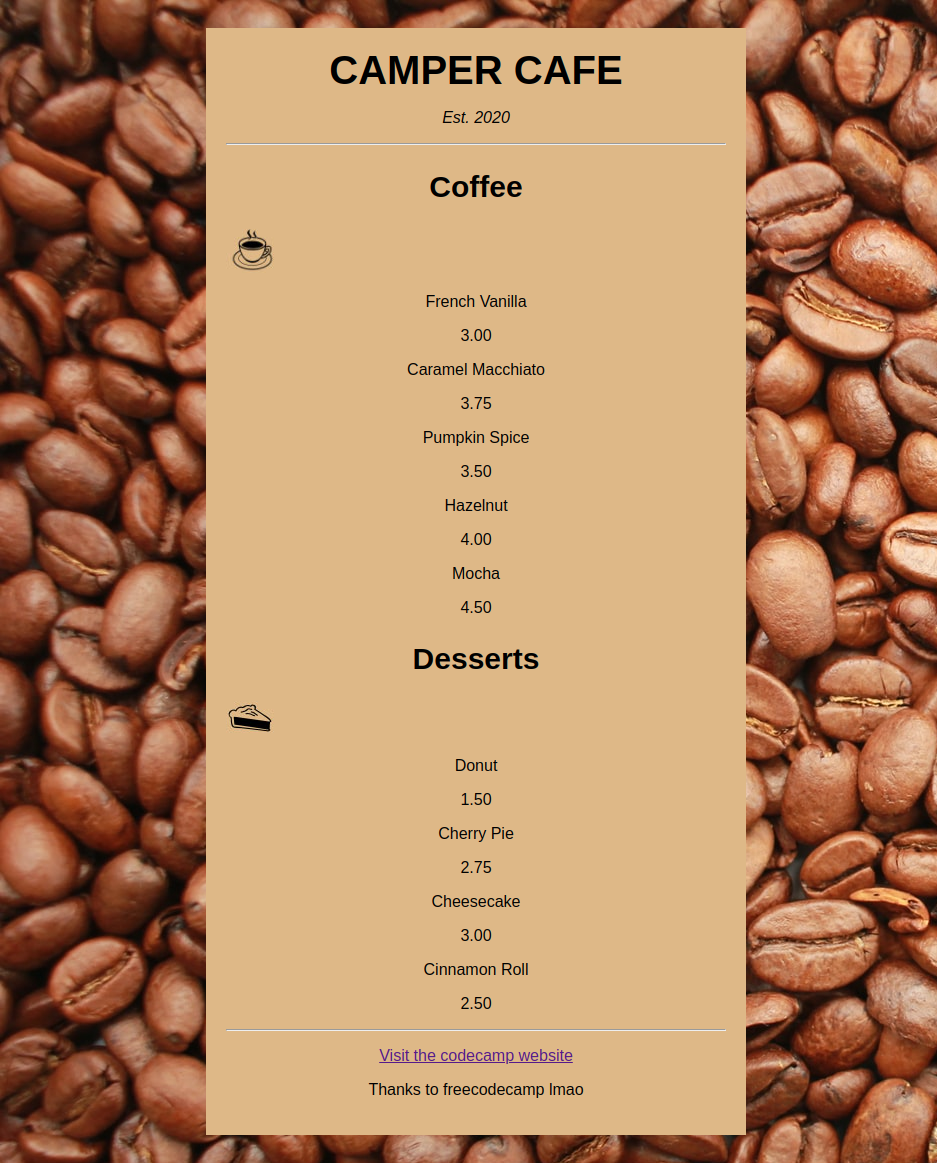 CAMPER CAFE
Est. 2020
Coffee
French Vanilla
3.00
Caramel Macchiato
3.75
Pumpkin Spice
3.50
Hazelnut
4.00
Mocha
4.50
Desserts
Donut
1.50
Cherry Pie
2.75
Cheesecake
3.00
Cinnamon Roll
2.50
Visit the codecamp website
Thanks to freecodecamp lmao